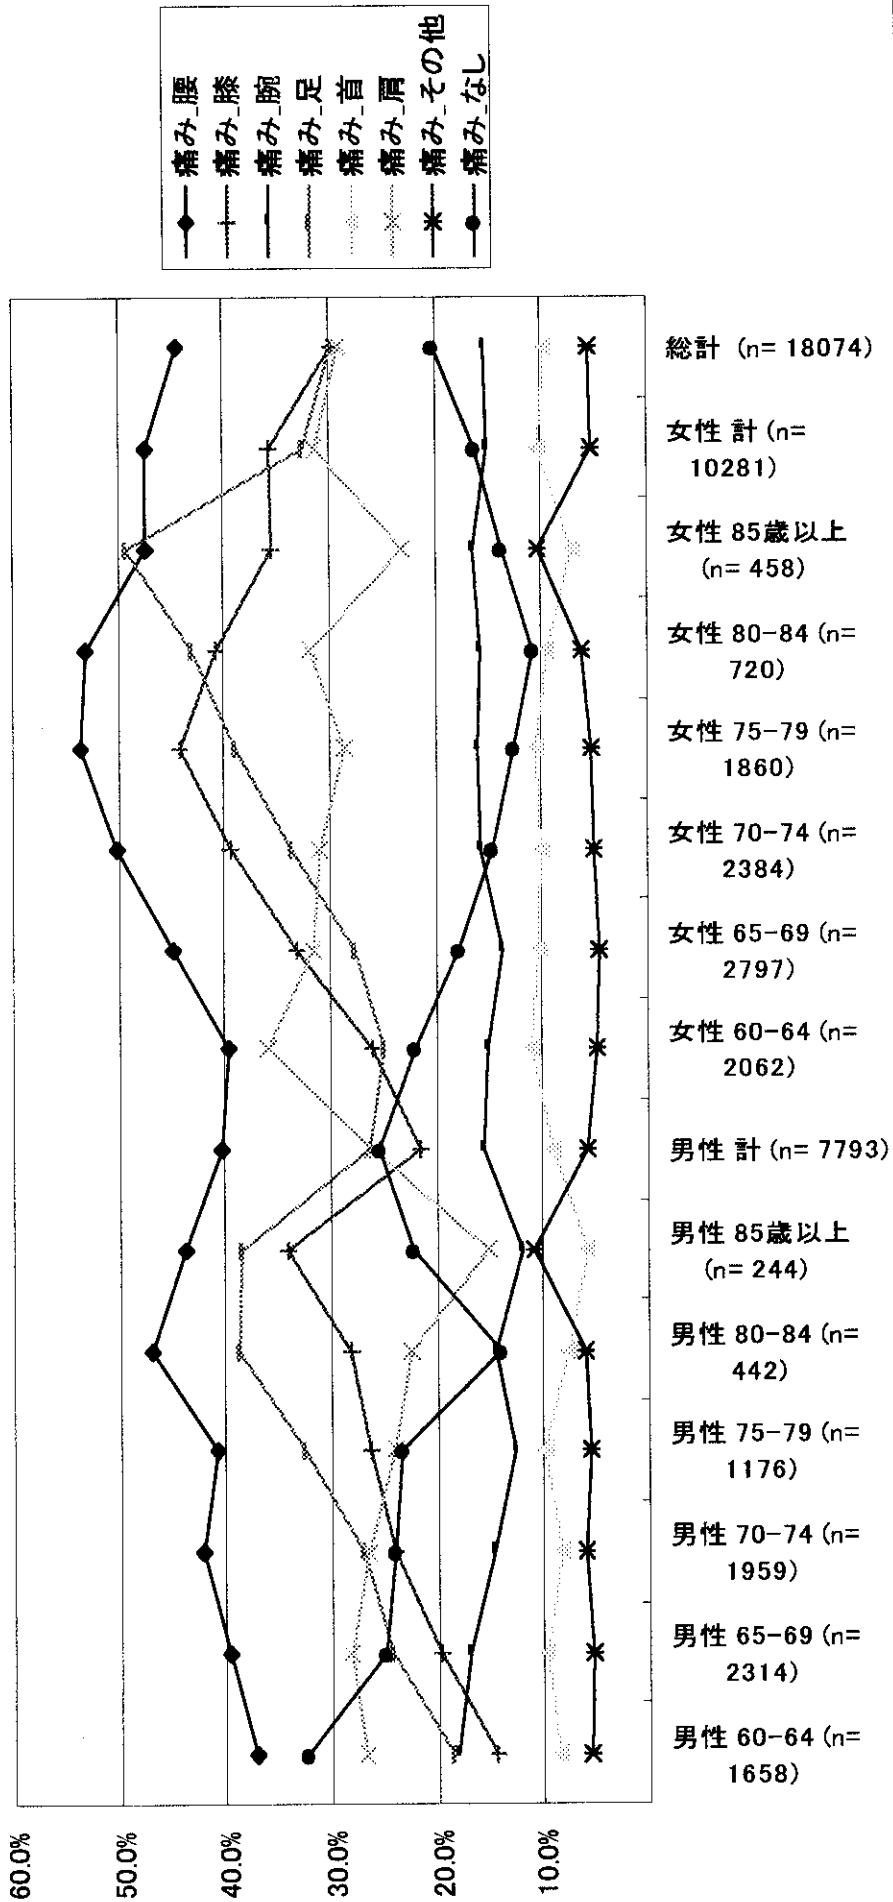 痛み_腰
痛み_膝
痛み_腕
痛み_足
痛み_首
痛み_肩
痛み_その他
痛み_なし
60.0%
50.0%
40.0%
30.0%
20.0%
10.0%
総計 (n= 18074)
女性 計 (n=
10281)
女性 85歳以上
(n= 458)
女性 80-84 (n=
720)
女性 75-79 (n=
1860)
女性 70-74 (n=
2384)
女性 65-69 (n=
2797)
女性 60-64 (n=
2062)
男性 計 (n= 7793)
男性 85歳以上
(n= 244)
男性 80-84 (n=
442)
男性 75-79 (n=
1176)
男性 70-74 (n=
1959)
男性 65-69 (n=
2314)
男性 60-64 (n=
1658)